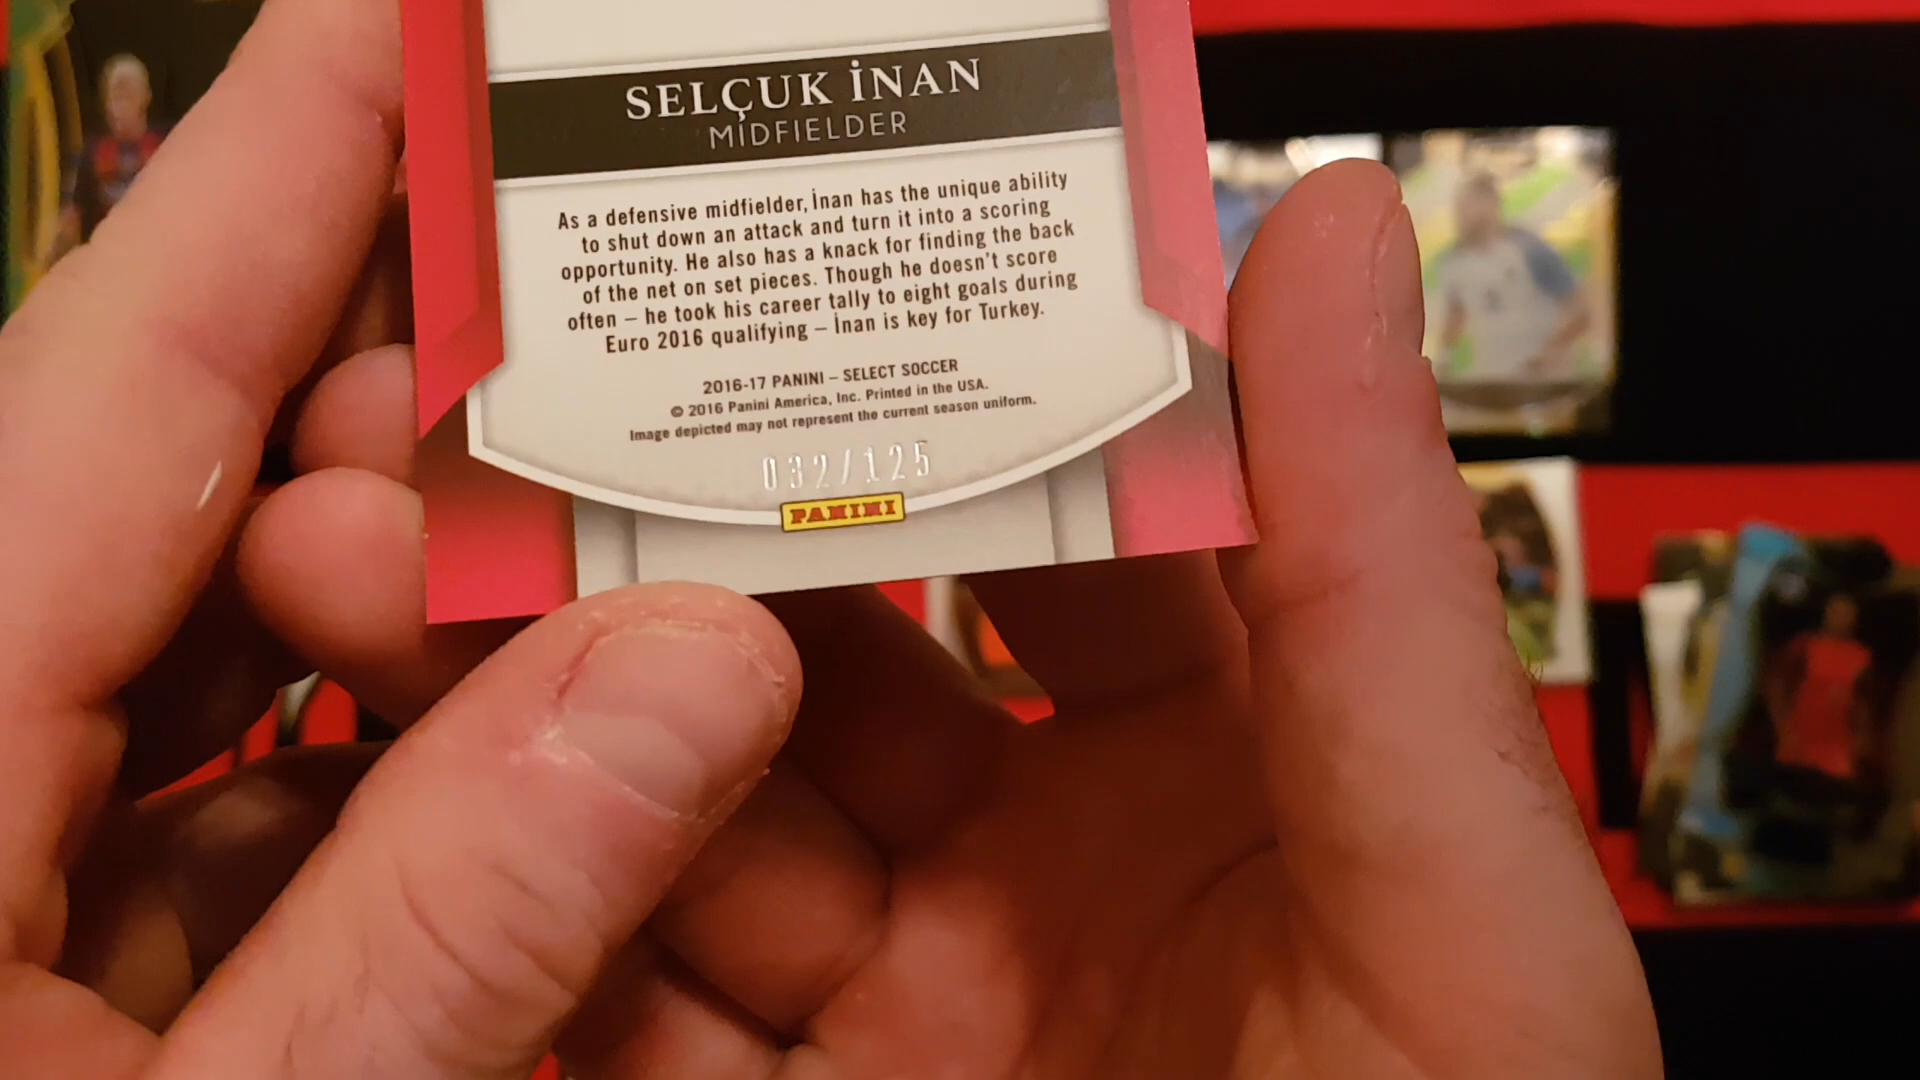 SELÇUK İNAN
MİDFİELDER
As a defensive midfielder, İnan has the unique ability
to shut down an attack and turn it into a scoring
opportunity. He also has a knack for finding the back
of the net on set pieces. Though he doesn't score
often – he took his career tally to eight goals during
Euro 2016 qualifying – İnan is key for Turkey.
2016-17 PANINI – SELECT SOCCER
© 2016 Panini America, Inc. Printed in the USA.
Image depicted may not represent the current season uniform.
032/125
PANINI